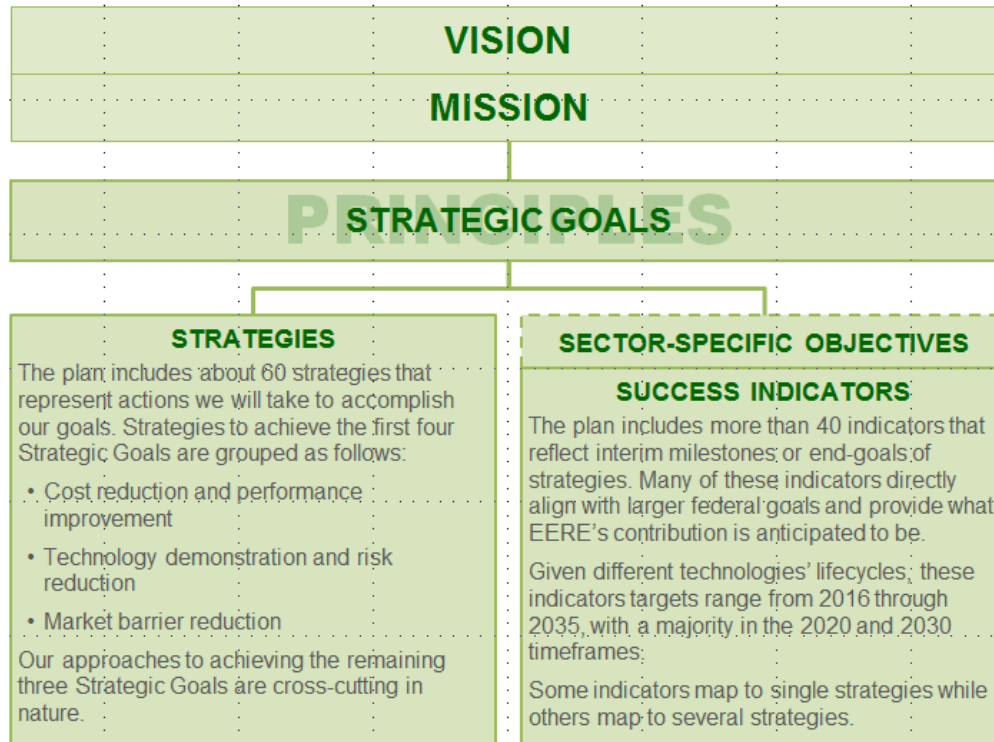 VISION
MISSION
PRINCIPLES
STRATEGIC GOALS
STRATEGIES
The plan includes about 60 strategies that
represent actions we will take to accomplish
our goals. Strategies to achieve the first four
Strategic Goals are grouped as follows:
• Cost reduction and performance
improvement
• Technology demonstration and risk
reduction
• Market barrier reduction
Our approaches to achieving the remaining
three Strategic Goals are cross-cutting in
nature.
SECTOR-SPECIFIC OBJECTIVES
SUCCESS INDICATORS
The plan includes more than 40 indicators that
reflect interim milestones or end-goals of
strategies. Many of these indicators directly
align with larger federal goals and provide what
EERE's contribution is anticipated to be.
Given different technologies' lifecycles, these
indicators targets range from 2016 through
2035, with a majority in the 2020 and 2030
timeframes.
Some indicators map to single strategies while
others map to several strategies.